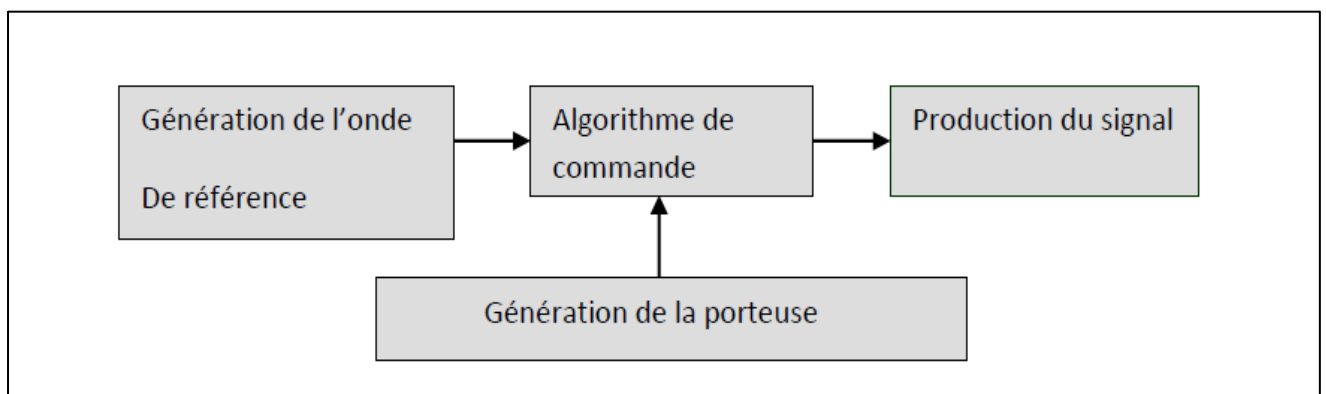 Génération de l’onde
De référence
Algorithme de
commande
Production du signal
Génération de la porteuse